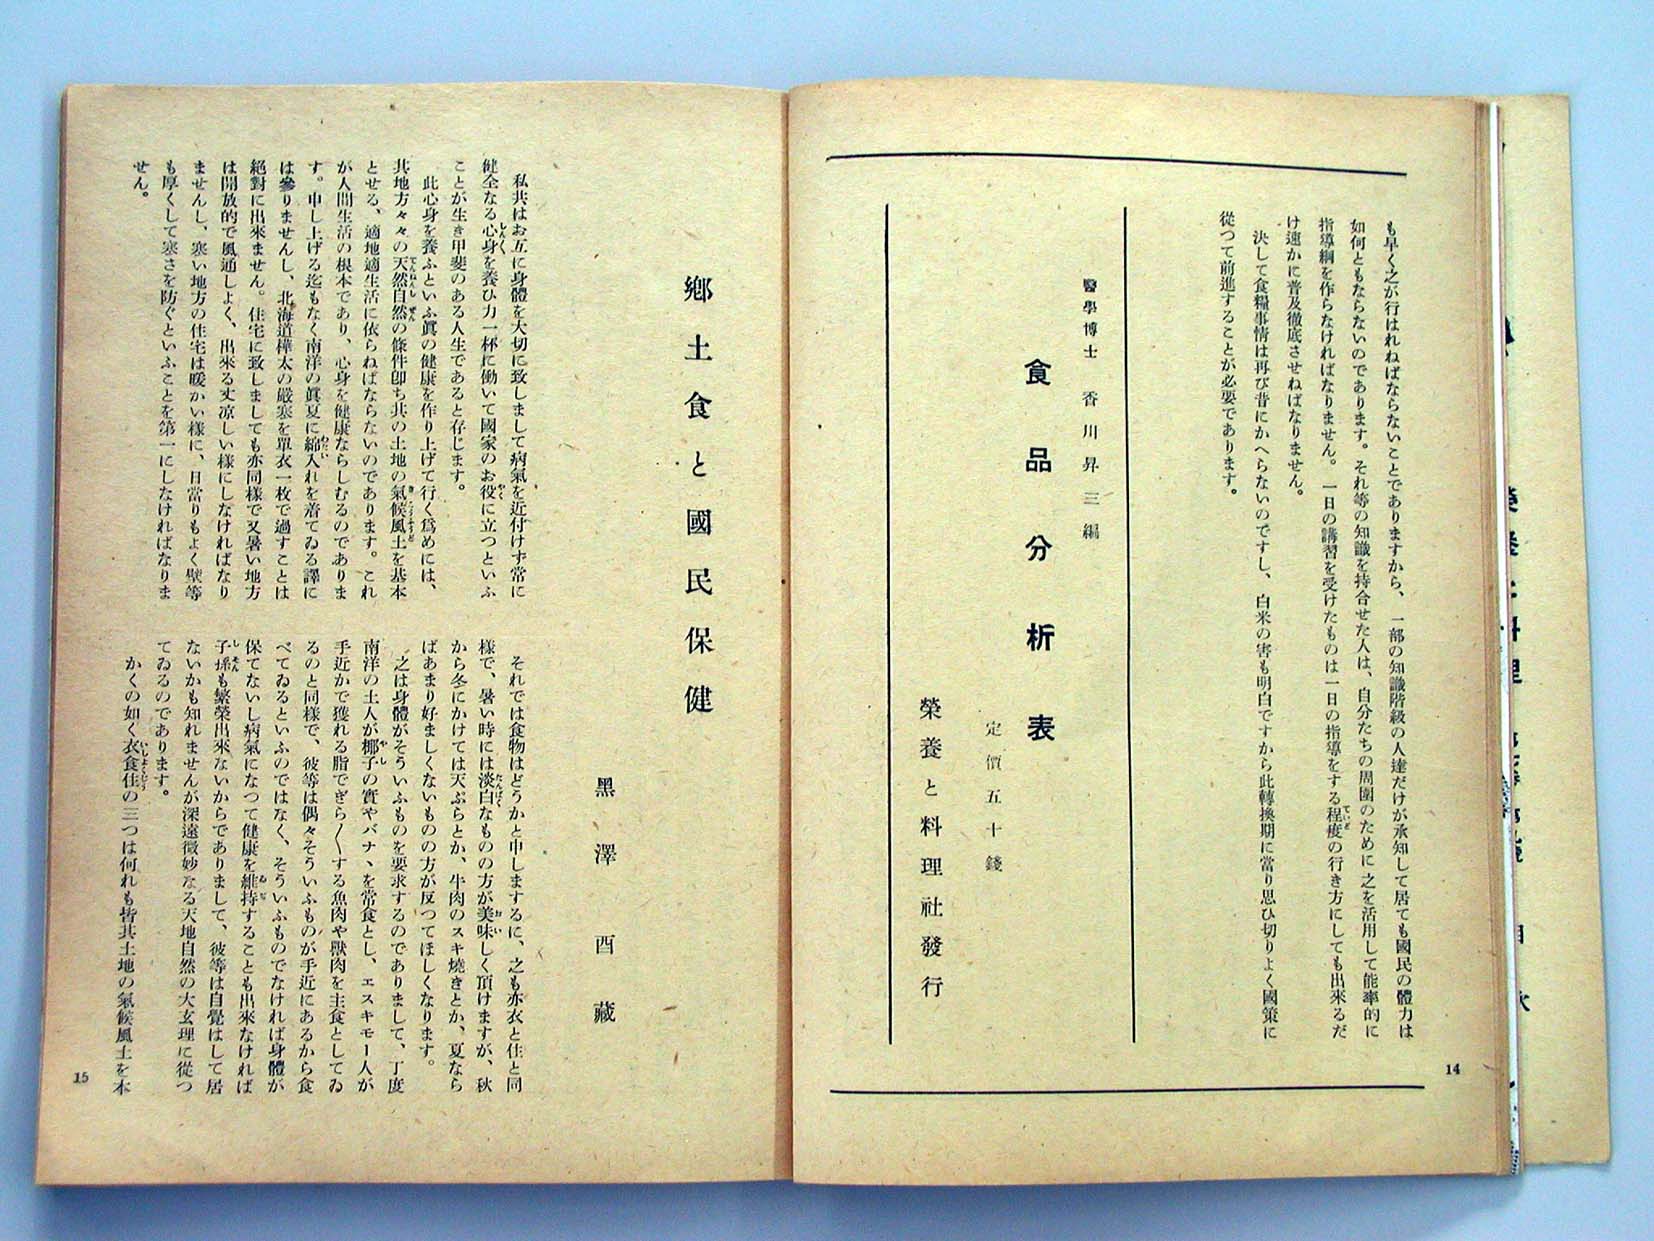 も早く之が行はれねばならないことでありますから、一部の知識階級の人達だけが承知して居ても國民の體力は
如何ともならないのであります。それ等の知識を持合せた人は、自分たちの周圍のために之を活用して能率的に
指導綱を作らなければなりません。一日の講習を受けたものは一日の指導をする程度の行き方にしても出來るだ
け速かに普及徹底させねばなりません。
決して食糧事情は再び昔にかへらないのですし、白米の害も明白ですから此轉換期に當り思ひ切りよく國策に
從つて前進することが必要であります。
醫學博士 香川昇三編
食品分析表
定價五十錢
榮養と料理社發行
14
鄕土食と國民保健
黑澤酉藏
私共はお互に身體を大切に致しまして病氣を近付けず常に
健全なる心身を養ひ力一杯に働いて國家のお役に立つといふ
ことが生き甲斐のある人生であると存じます。
此心身を養ふといふ眞の健康を作り上げて行く爲めには、
其地方々々の天然自然の條件卽ち共の土地の氣候風土を基本
とせる、適地適生活に依らねばならないのであります。これ
が人間生活の根本であり、心身を健康ならしむるのでありま
す。申し上げる迄もなく南洋の眞夏に綿入れを着てゐる譯に
は參りませんし、北海道樺太の嚴寒を單衣一枚で過すことは
絕對に出來ません。住宅に致しましても亦同樣で又暑い地方
は開放的で風通しよく、出來る丈凉しい樣にしなければなり
ませんし、寒い地方の住宅は暖かい樣に、日當りもよく壁等
も厚くして寒さを防ぐといふことを第一にしなければなりま
せん。
それでは食物はどうかと申しまするに、之も亦衣と住と同
樣で、暑い時には淡白なものの方が美味しく頂けますが、秋
から冬にかけては天ぷらとか、牛肉のスキ燒きとか、夏なら
ばあまり好ましくないものの方が反つてほしくなります。
之は身體がそういふものを要求するのでありまして、丁度
南洋の土人が椰子の實やバナヽを常食とし、エスキモー人が
手近かで獲れる脂でぎら〱する魚肉や獸肉を主食としてゐ
るのと同樣で、彼等は偶々そういふものが手近にあるから食
べてゐるといふのではなく、そういふものでなければ身體が
保てないし病氣になつて健康を維持することも出來なければ
子孫も繁榮出來ないからでありまして、彼等は自覺はして居
ないかも知れませんが深遠微妙なる天地自然の大玄理に從つ
てゐるのであります。
かくの如く衣食住の三つは何れも皆其土地の氣候風土を本
15